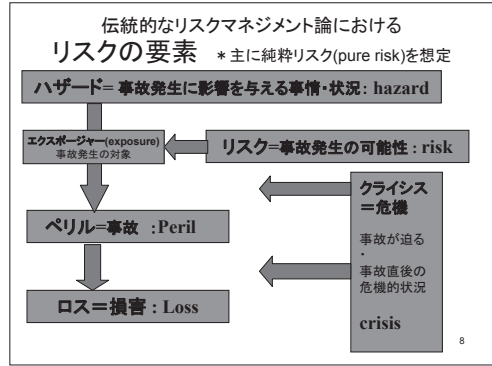 伝統的なリスクマネジメント論における
リスクの要素 *主に純粋リスク(pure risk)を想定
ハザード=事故発生に影響を与える事情・状況:hazard
エクスポージャー(exposure)
事故発生の対象
リスク=事故発生の可能性:risk
クライシス
=危機
事故が迫る
・
事故直後の
危機的状況
crisis
ペリル=事故 :Peril
ロス=損害:Loss
8